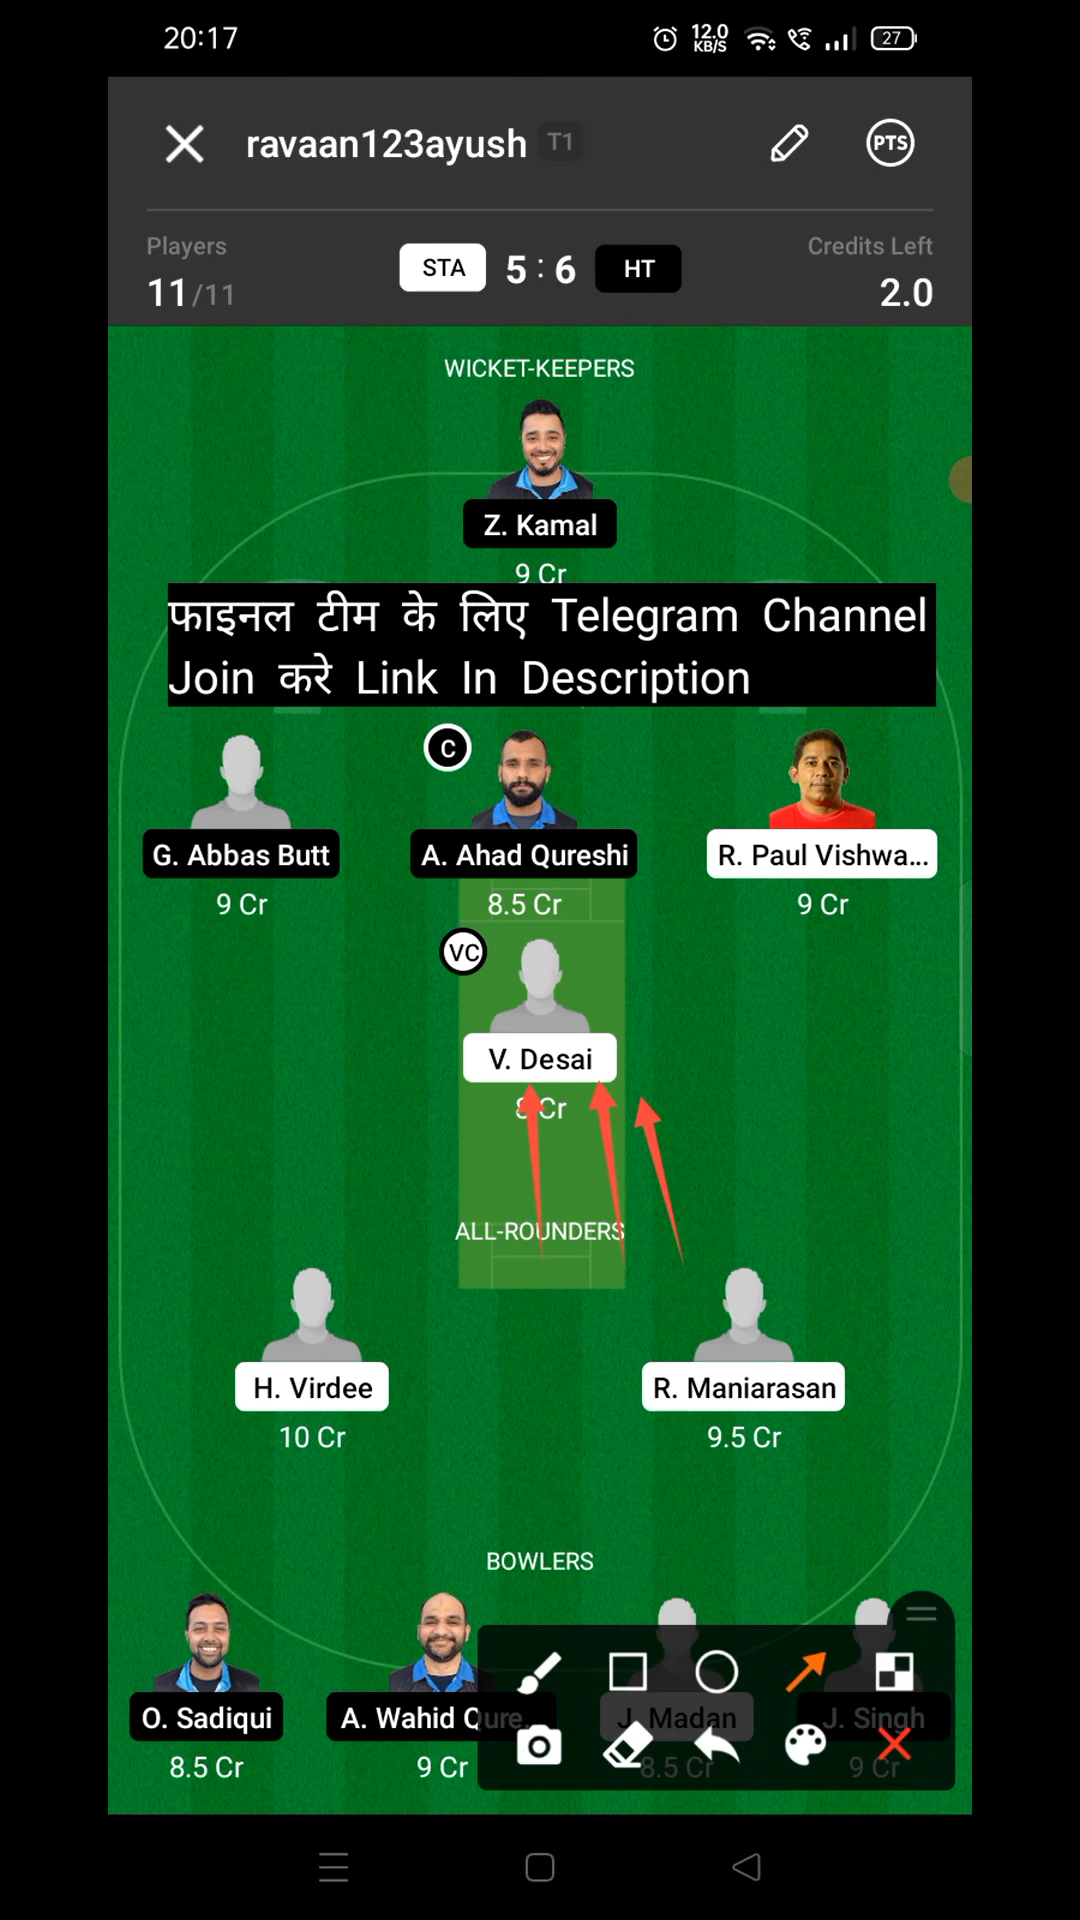 20:17
12.0
KB/S
27
ravaan123ayush T1
PTS
Players
Credits Left
STA 5 : 6 HT
11/11
2.0
WICKET-KEEPERS
Z. Kamal
9 Cr
फाइनल टीम के लिए Telegram Channel
Join करे Link In Description
C
G. Abbas Butt
A. Ahad Qureshi
R. Paul Vishwa...
9 Cr
8.5 Cr
9 Cr
VC
V. Desai
8 Cr
ALL-ROUNDERS
H. Virdee
R. Maniarasan
10 Cr
9.5 Cr
BOWLERS
O. Sadiqui
A. Wahid Qure...
J. Madan
J. Singh
8.5 Cr
9 Cr
8.5 Cr
9 Cr